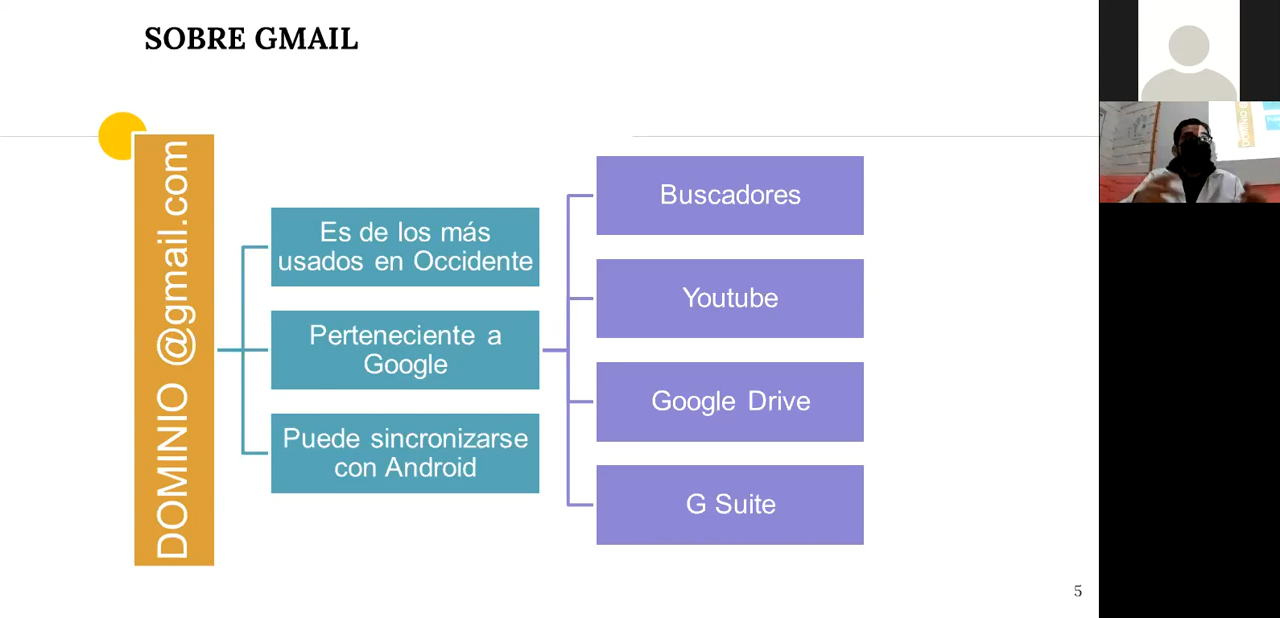 SOBRE GMAIL
DOMINIO @gmail.com
Es de los más
usados en Occidente
Perteneciente a
Google
Puede sincronizarse
con Android
Buscadores
Youtube
Google Drive
G Suite
5